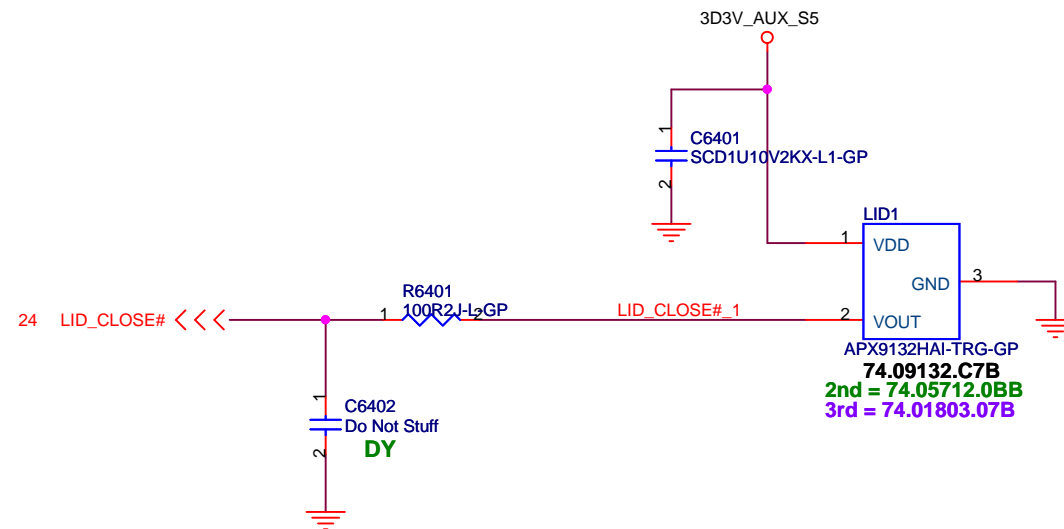 3D3V_AUX_S5
1
C6401
SCD1U10V2KX-L1-GP
2
LID1
1
VDD
GND
3
R6401
100R2J-L-GP
24
LID_CLOSE#
1
2
LID_CLOSE#_1
2
VOUT
APX9132HAI-TRG-GP
74.09132.C7B
2nd = 74.05712.0BB
3rd = 74.01803.07B
1
C6402
Do Not Stuff
DY
2